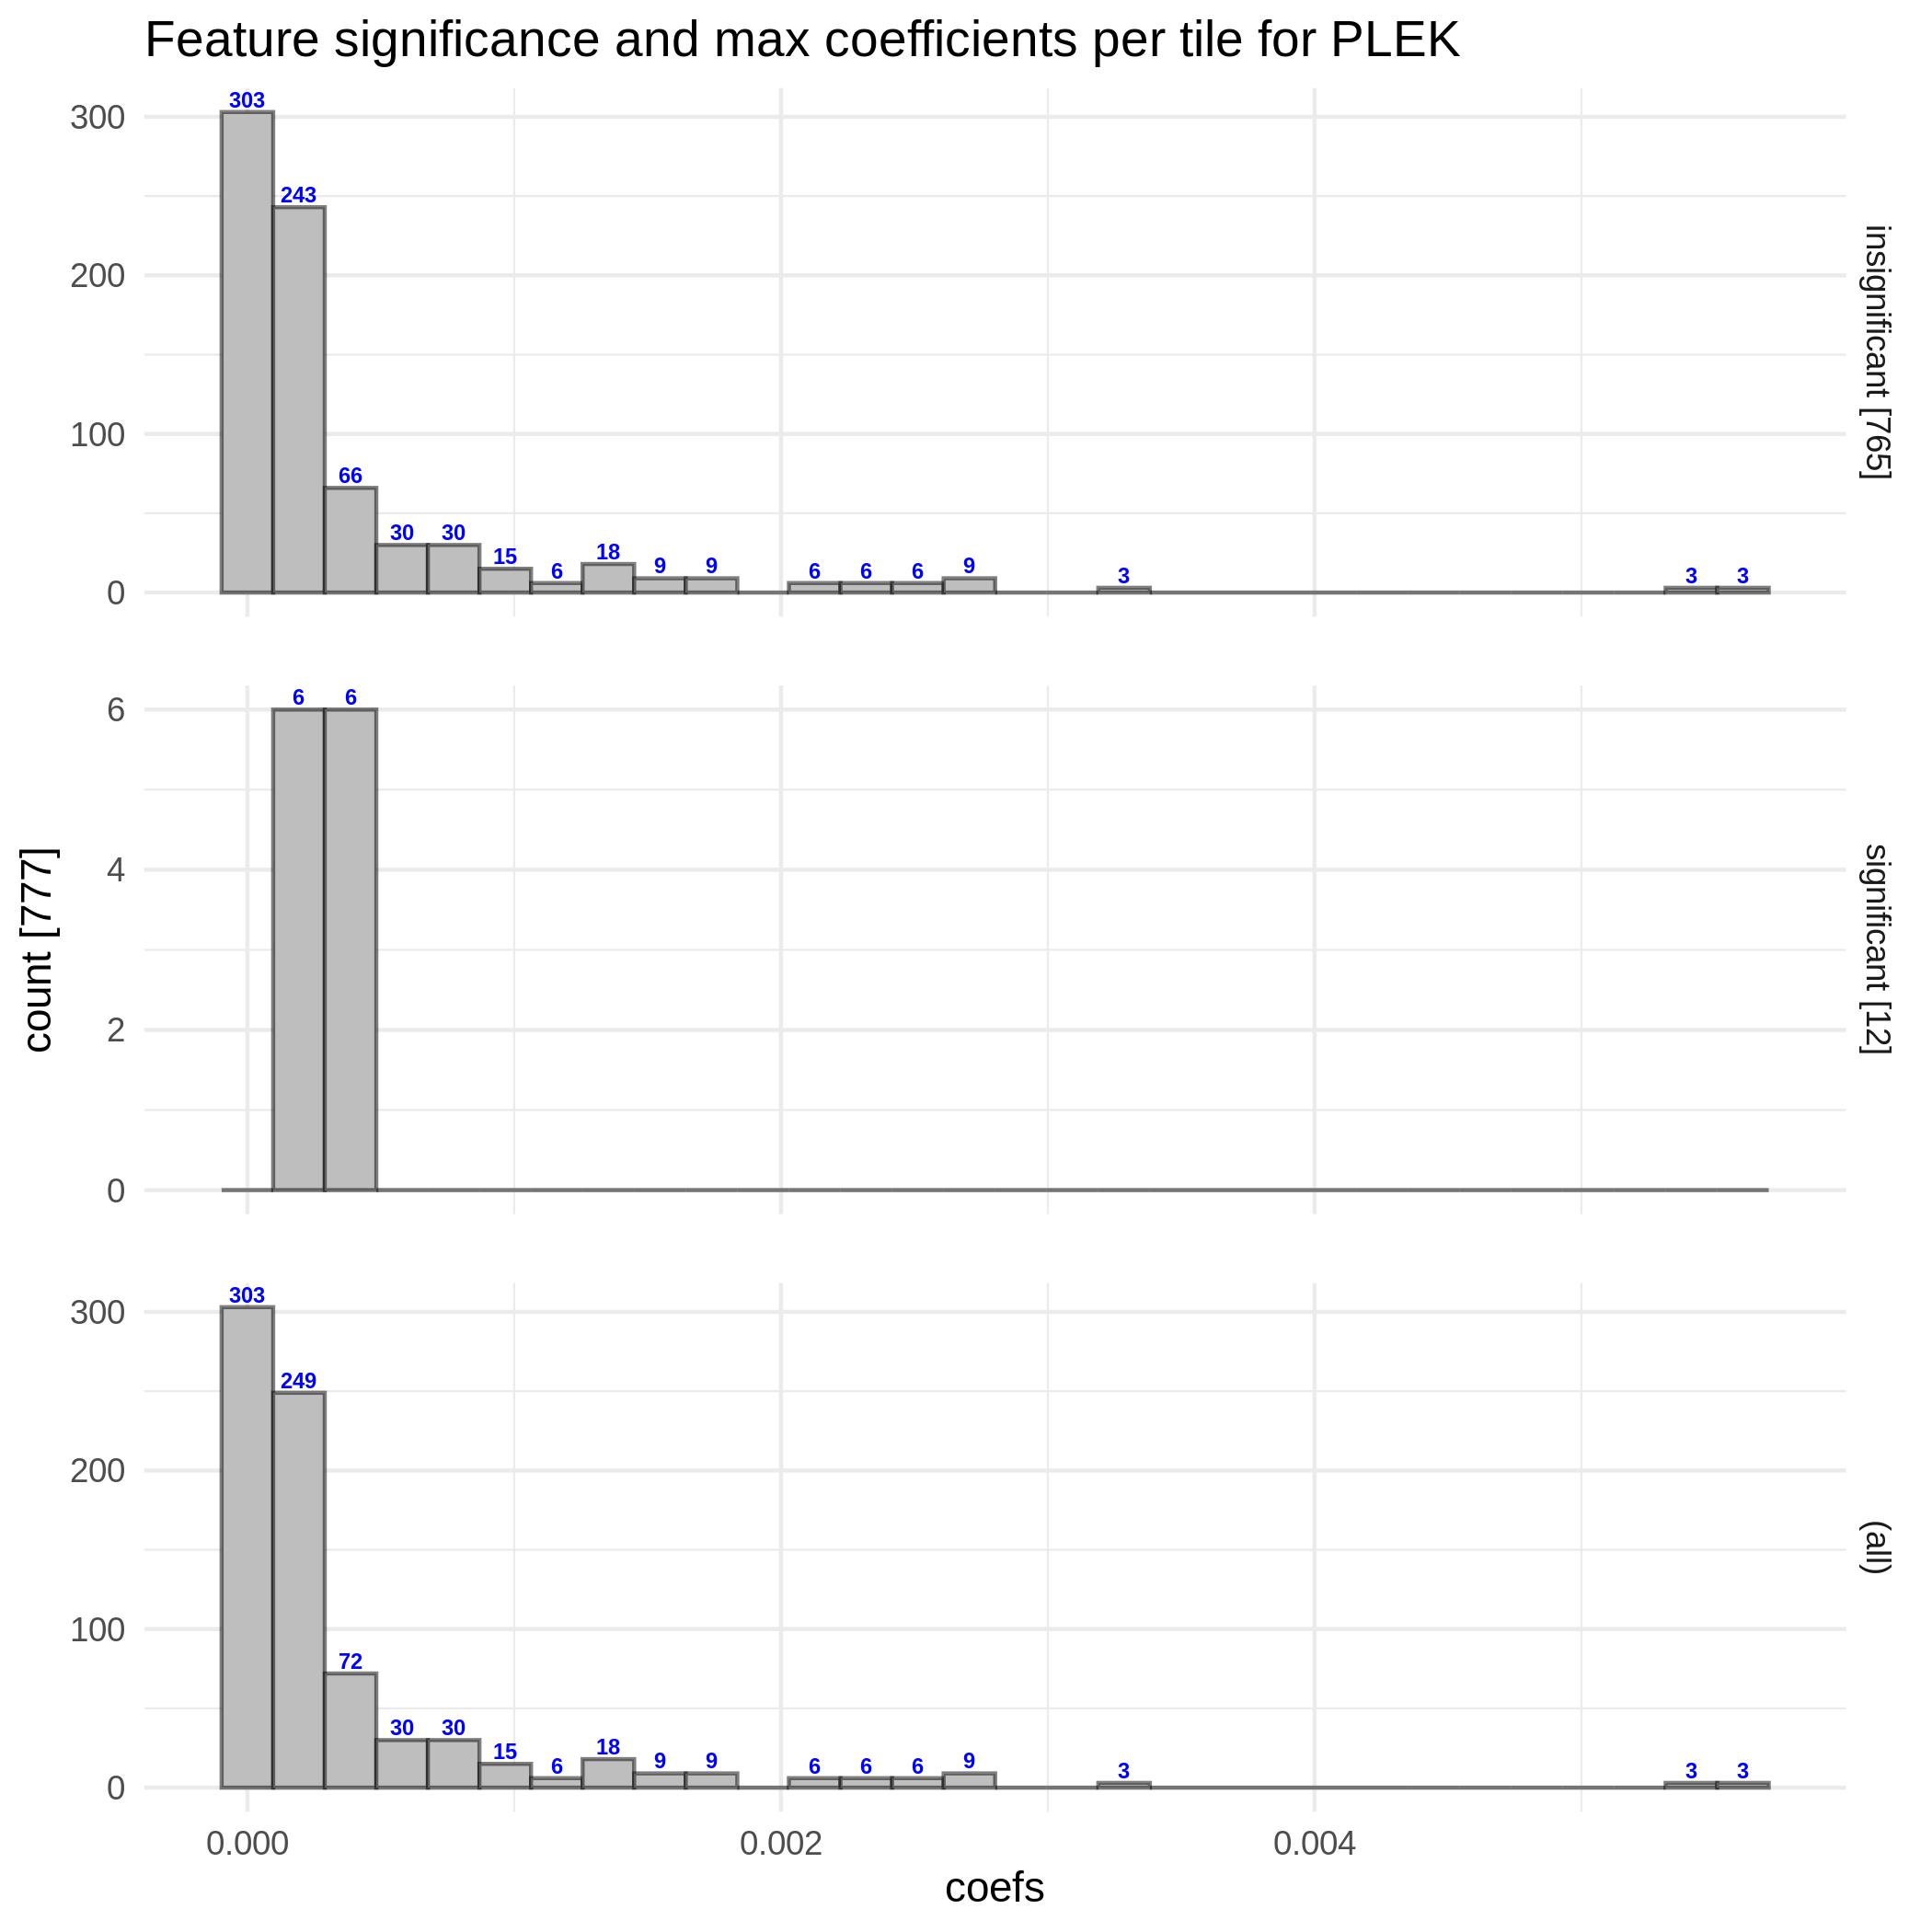 Feature significance and max coefficients per tile for PLEK
303
300
243
200
100
66
30 30 15 6 18 9 9 6 6 6 9 3 3 3
0
insignificant [765]
6 6
6
4
2
0
significant [12]
count [777]
303
300
249
200
100
72
30 30 15 6 18 9 9 6 6 6 9 3 3 3
0
(all)
0.000 0.002 0.004
coefs